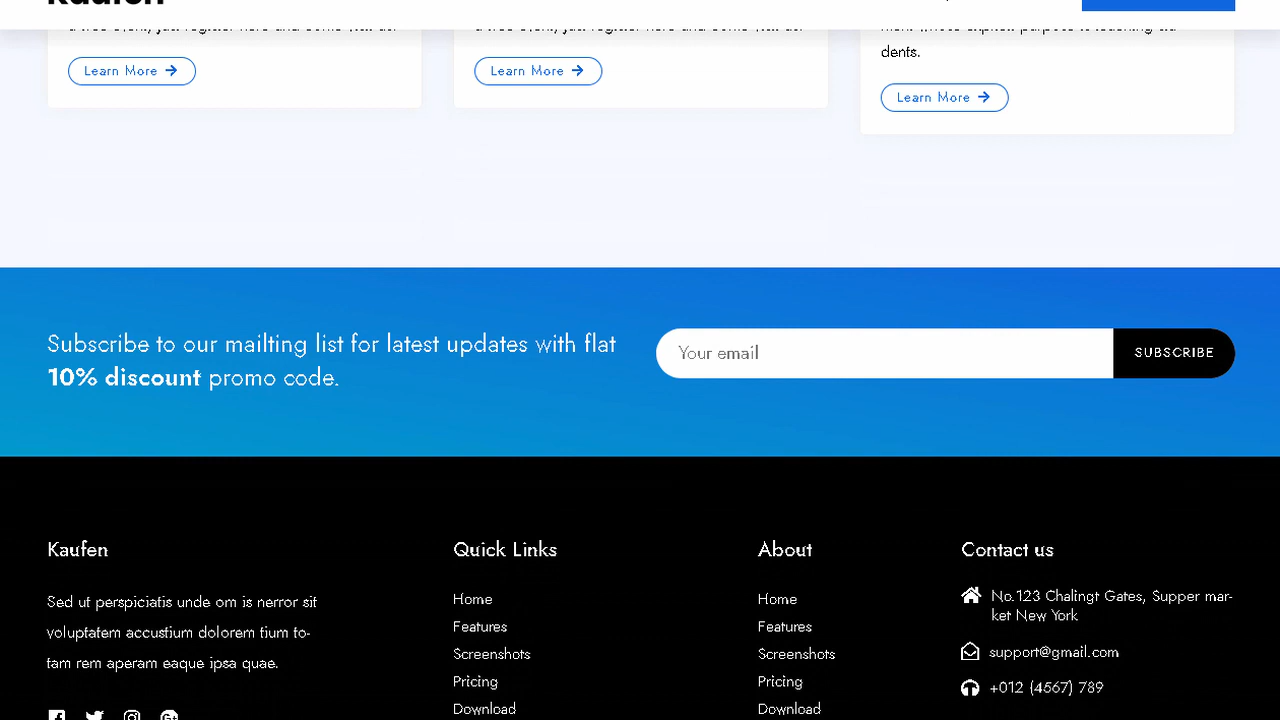 Kaufen
Learn More
Learn More
dents.
Learn More
Subscribe to our mailting list for latest updates with flat
10% discount promo code.
Your email
SUBSCRIBE
Kaufen
Sed ut perspiciatis unde om is nerror sit
voluptatem accustium dolorem tium to-
tam rem aperam eaque ipsa quae.
Quick Links
Home
Features
Screenshots
Pricing
Download
About
Home
Features
Screenshots
Pricing
Download
Contact us
No.123 Chalingt Gates, Supper mar-
ket New York
support@gmail.com
+012 (4567) 789